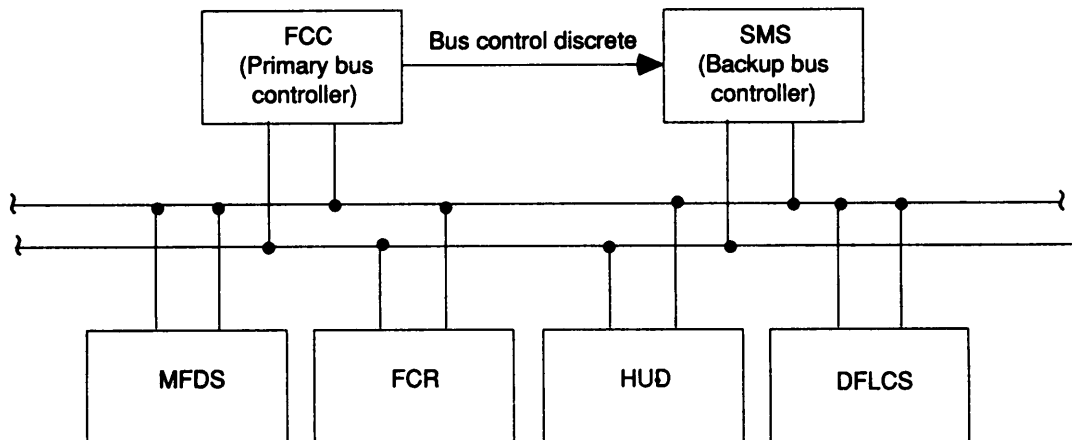 FCC
(Primary bus
controller)
Bus control discrete
SMS
(Backup bus
controller)
MFDS
FCR
HUD
DFLCS